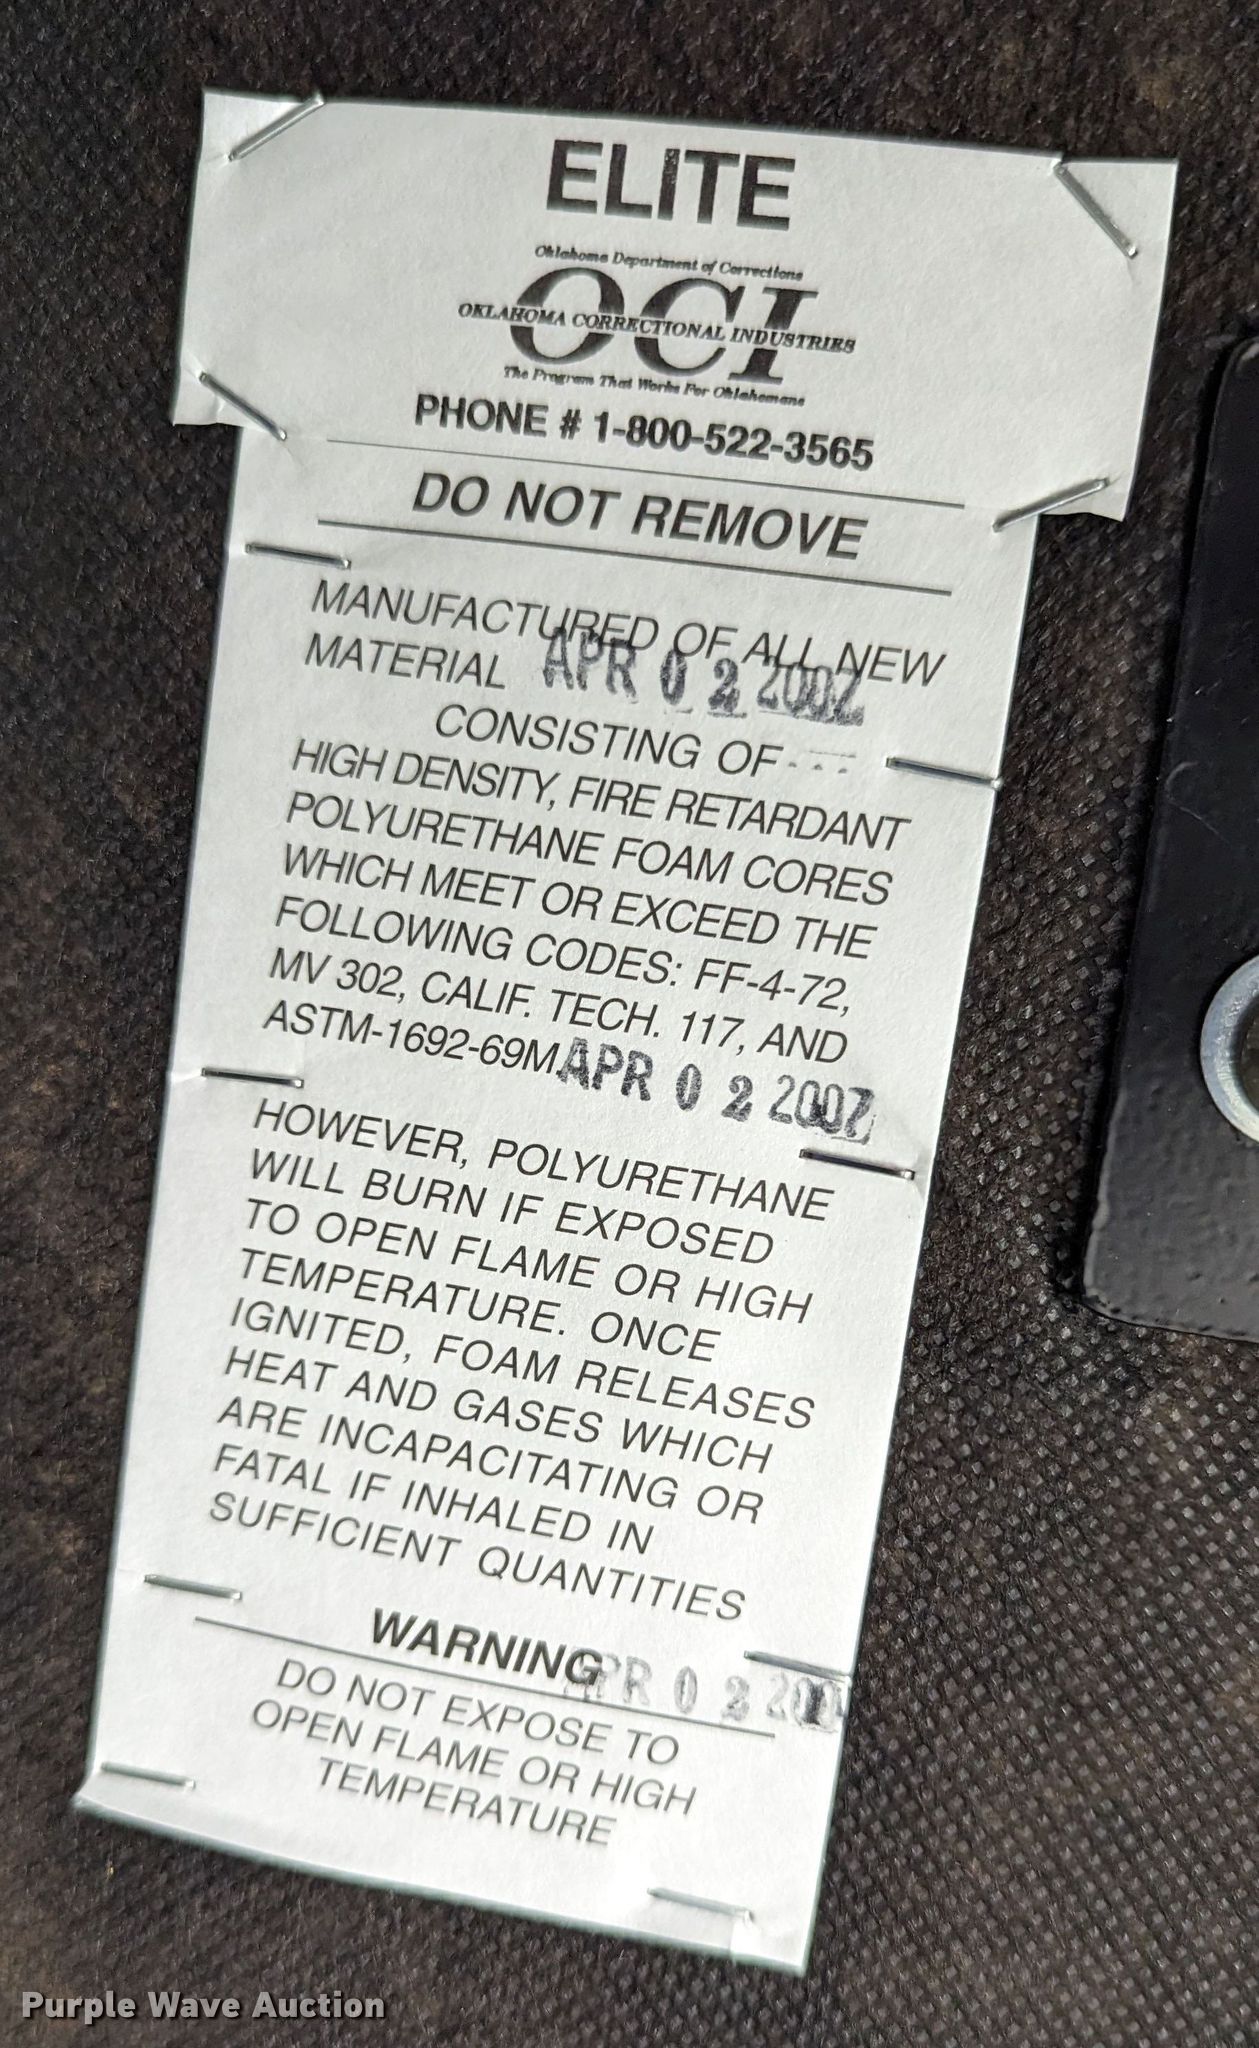 ELITE
Oklahoma Department of Corrections
OCI
OKLAHOMA CORRECTIONAL INDUSTRIES
The Program That Works For Oklahomans
PHONE # 1-800-522-3565
DO NOT REMOVE
MANUFACTURED OF ALL NEW
MATERIAL APR 02 2002
CONSISTING OF
HIGH DENSITY, FIRE RETARDANT
POLYURETHANE FOAM CORES
WHICH MEET OR EXCEED THE
FOLLOWING CODES: FF-4-72,
MV 302, CALIF. TECH. 117, AND
ASTM-1692-69M APR 02 2002
HOWEVER, POLYURETHANE
WILL BURN IF EXPOSED
TO OPEN FLAME OR HIGH
TEMPERATURE. ONCE
IGNITED, FOAM RELEASES
HEAT AND GASES WHICH
ARE INCAPACITATING OR
FATAL IF INHALED IN
SUFFICIENT QUANTITIES
WARNING APR 02
DO NOT EXPOSE TO
OPEN FLAME OR HIGH
TEMPERATURE
Purple Wave Auction